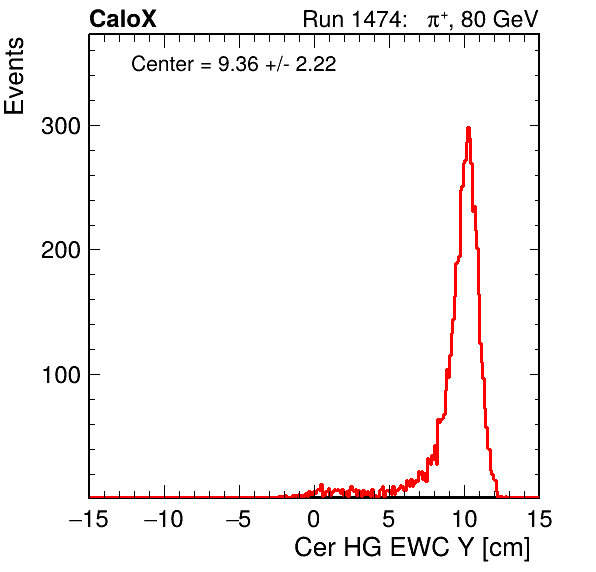 CaloX Run 1474: π⁺, 80 GeV
Center = 9.36 +/- 2.22
Events
300
200
100
−15 −10 −5 0 5 10 15
Cer HG EWC Y [cm]